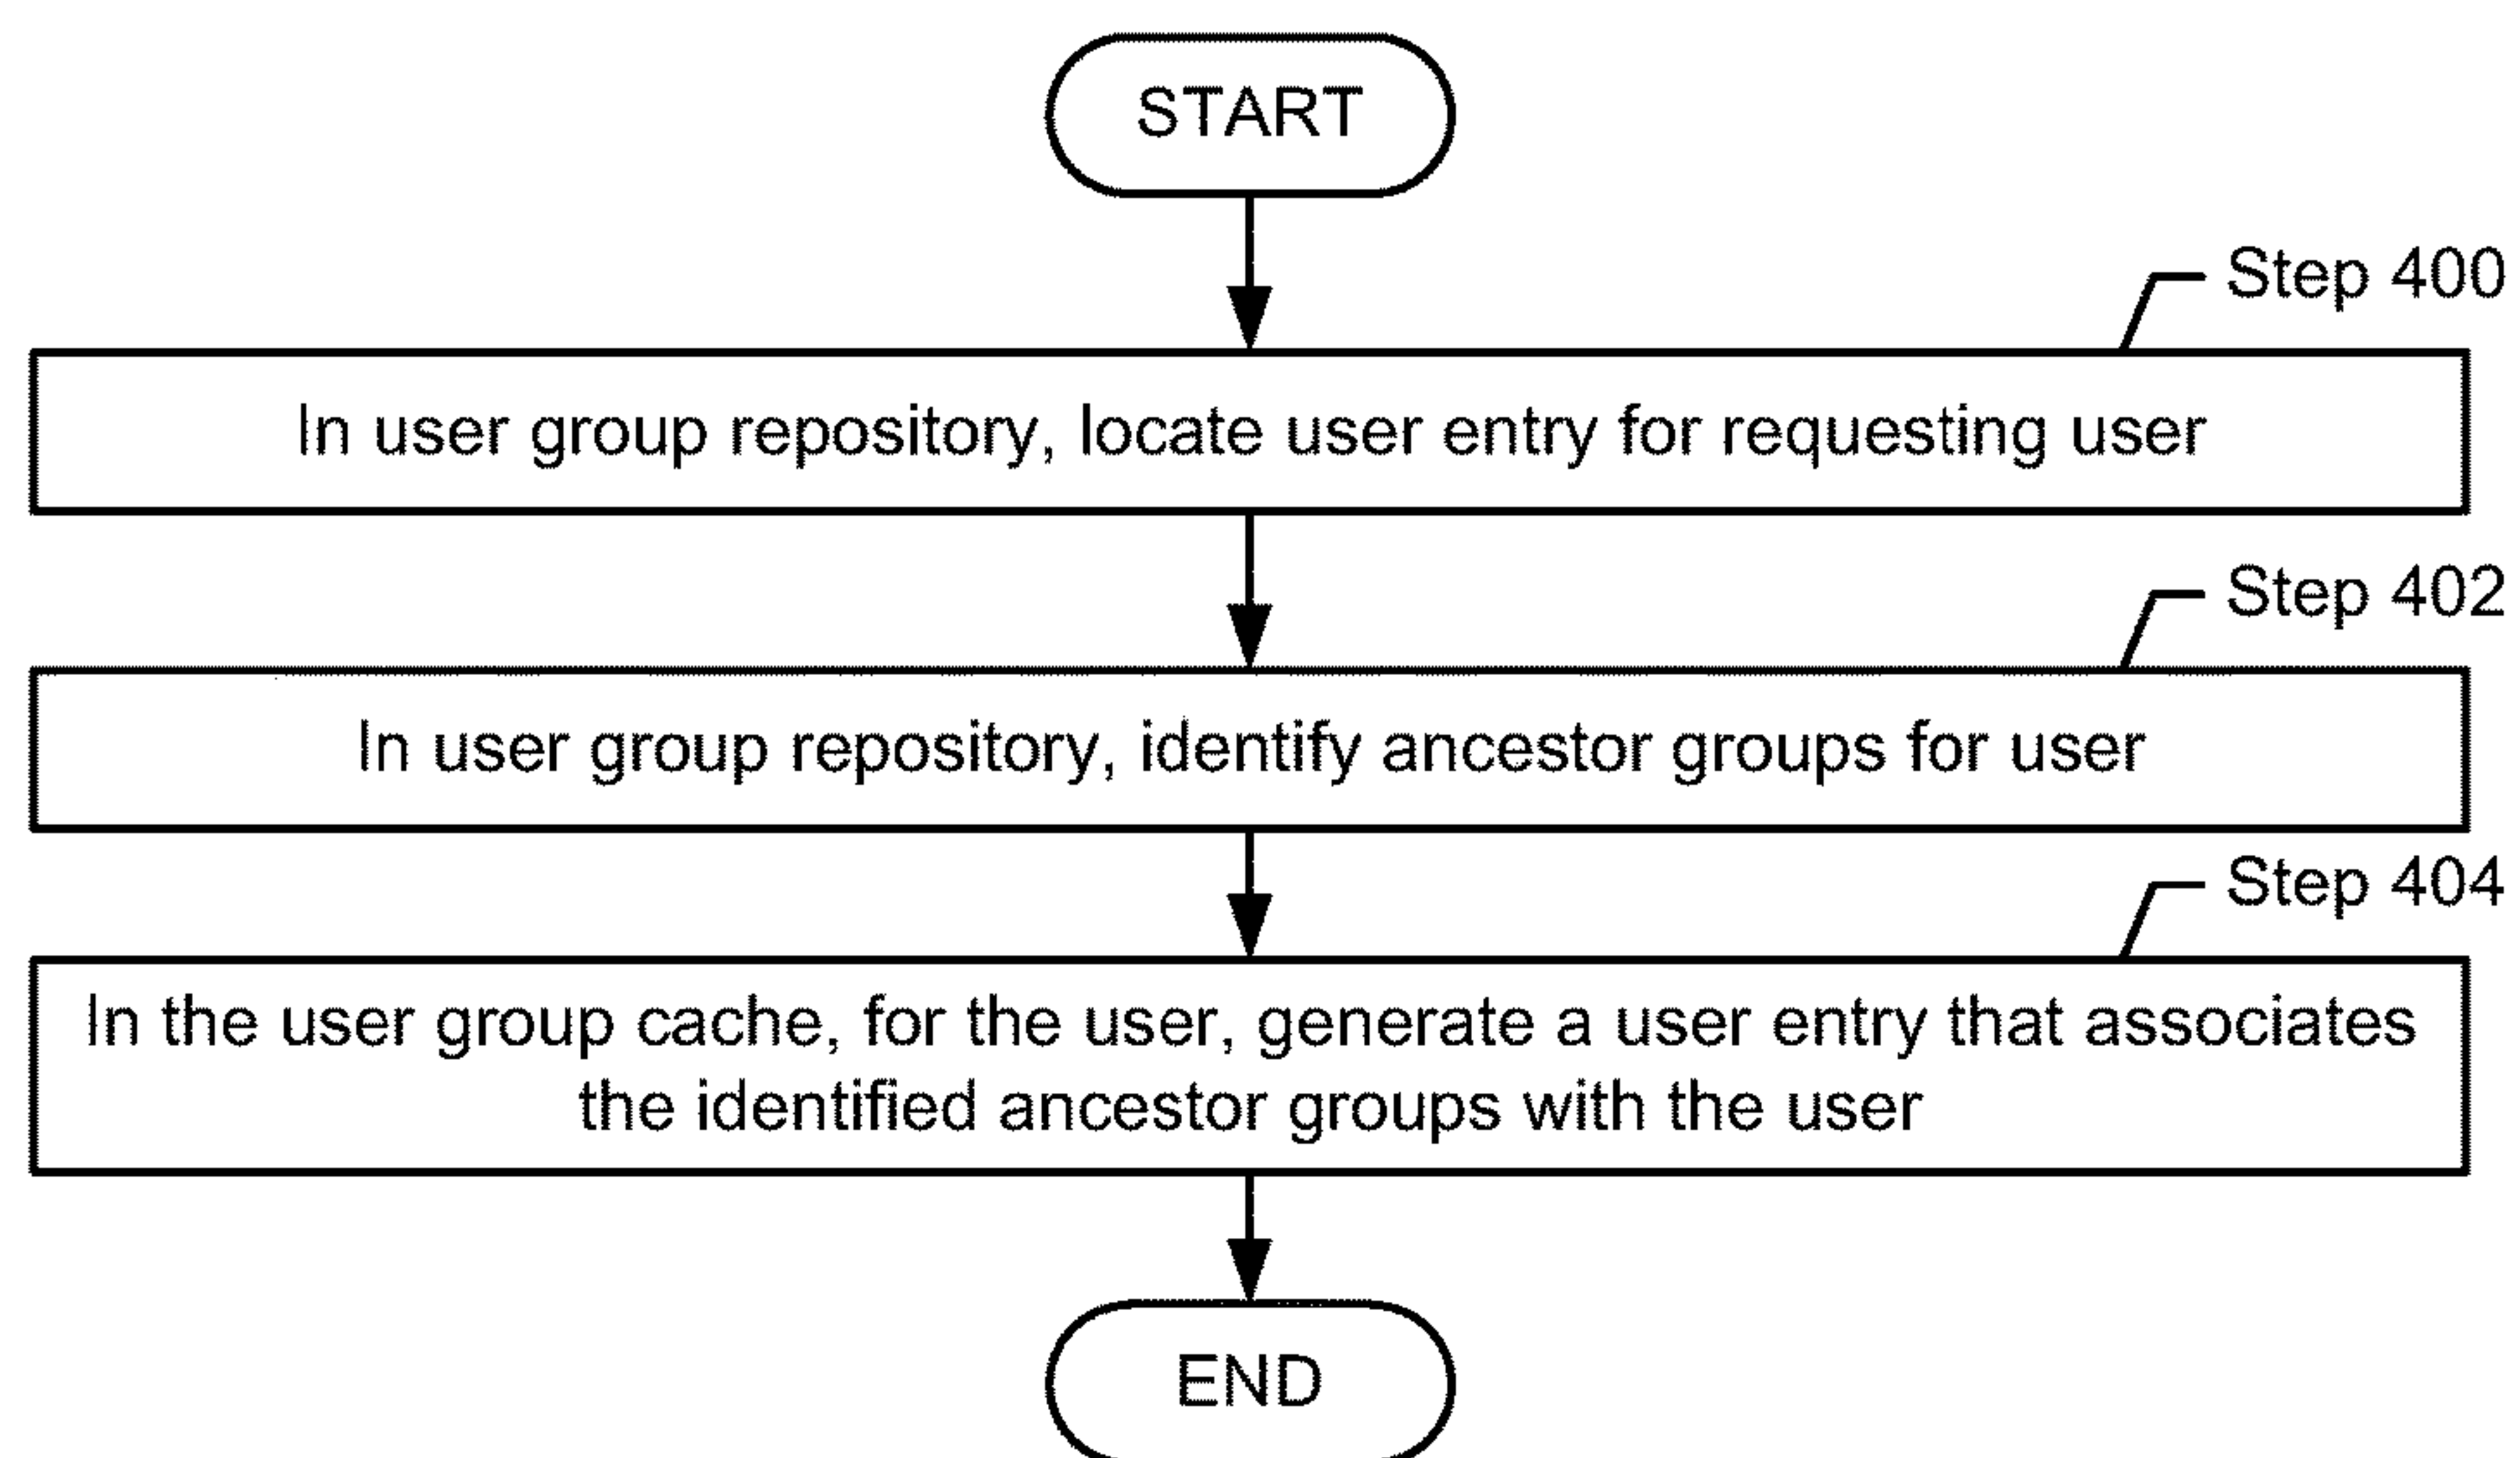 START
Step 400
In user group repository, locate user entry for requesting user
Step 402
In user group repository, identify ancestor groups for user
Step 404
In the user group cache, for the user, generate a user entry that associates
the identified ancestor groups with the user
END